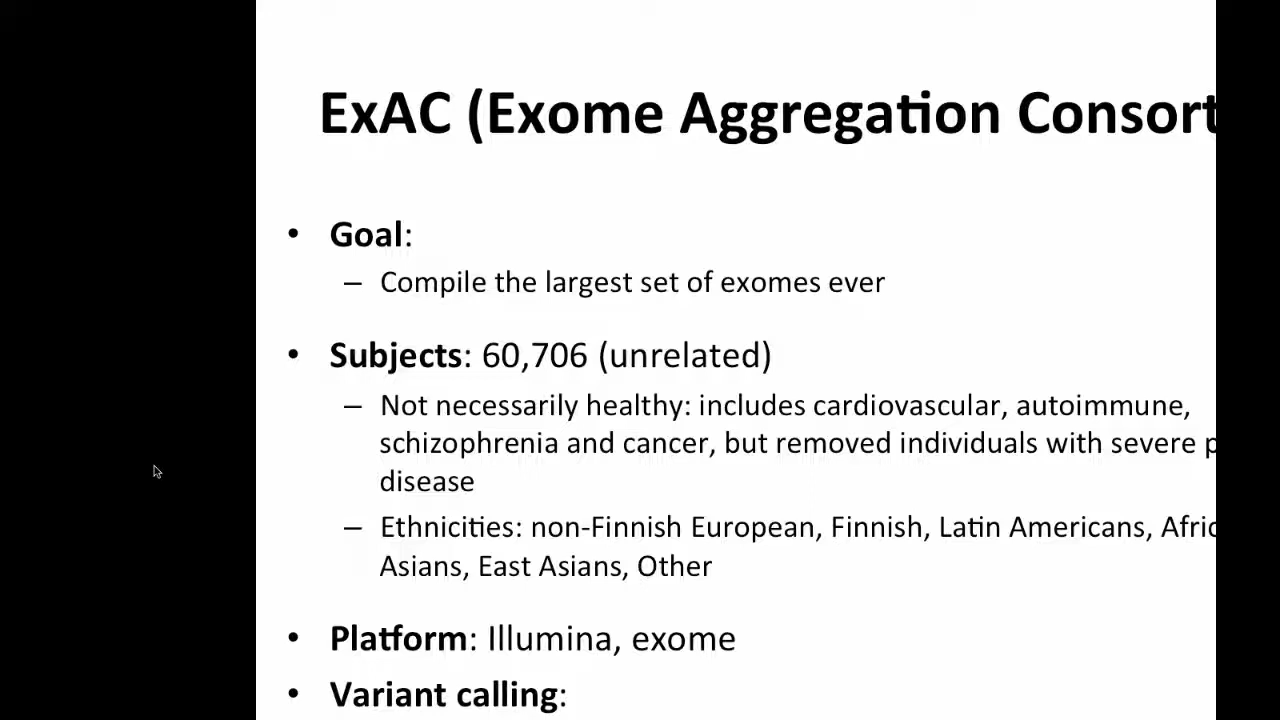 ExAC (Exome Aggregation Consort
• Goal:
– Compile the largest set of exomes ever
• Subjects: 60,706 (unrelated)
– Not necessarily healthy: includes cardiovascular, autoimmune,
schizophrenia and cancer, but removed individuals with severe p
disease
– Ethnicities: non-Finnish European, Finnish, Latin Americans, Afric
Asians, East Asians, Other
• Platform: Illumina, exome
• Variant calling: